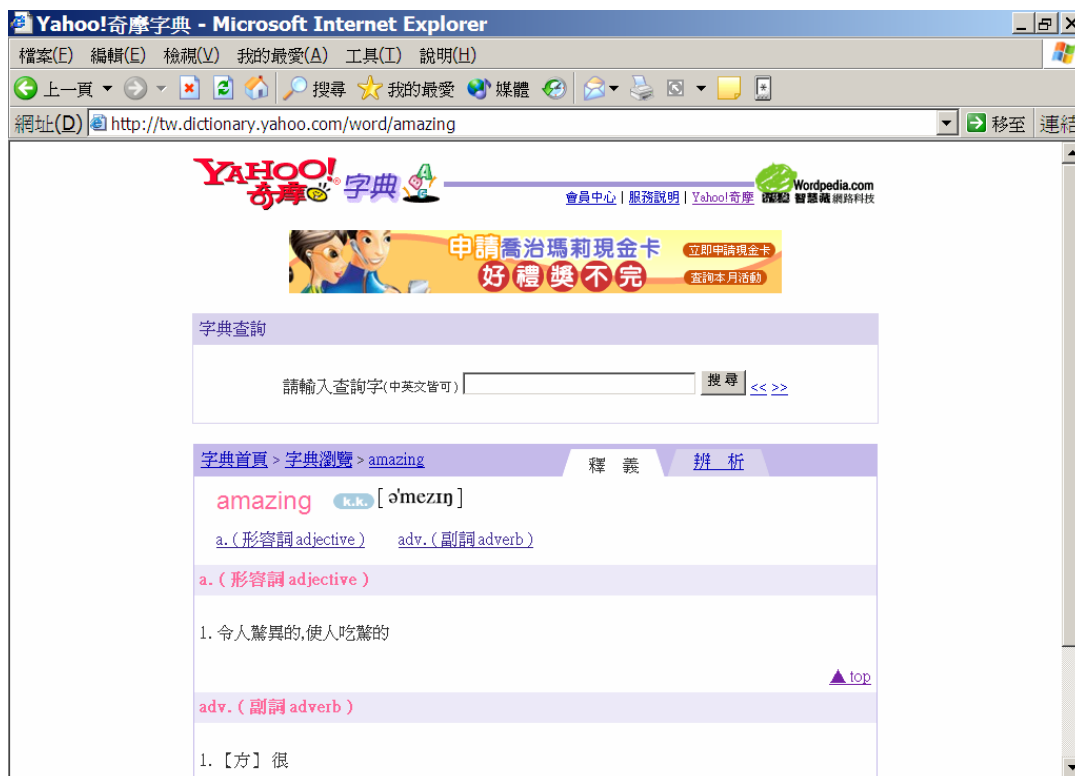 Yahoo!奇摩字典 - Microsoft Internet Explorer
檔案(F) 編輯(E) 檢視(V) 我的最愛(A) 工具(T) 說明(H)
上一頁 搜尋 我的最愛 媒體
網址(D) http://tw.dictionary.yahoo.com/word/amazing 移至 連結
YAHOO! 奇摩 字典
會員中心 | 服務說明 | Yahoo!奇摩
Wordpedia.com
智慧藏 網路科技
申請喬治瑪莉現金卡 立即申請現金卡
好禮獎不完 查詢本月活動
字典查詢
請輸入查詢字(中英文皆可) 搜尋 << >>
字典首頁 > 字典瀏覽 > amazing 釋義 辨析
amazing K.K. [ ə'mezɪŋ ]
a. ( 形容詞 adjective ) adv. ( 副詞 adverb )
a. ( 形容詞 adjective )
1. 令人驚異的,使人吃驚的
top
adv. ( 副詞 adverb )
1. 【方】 很